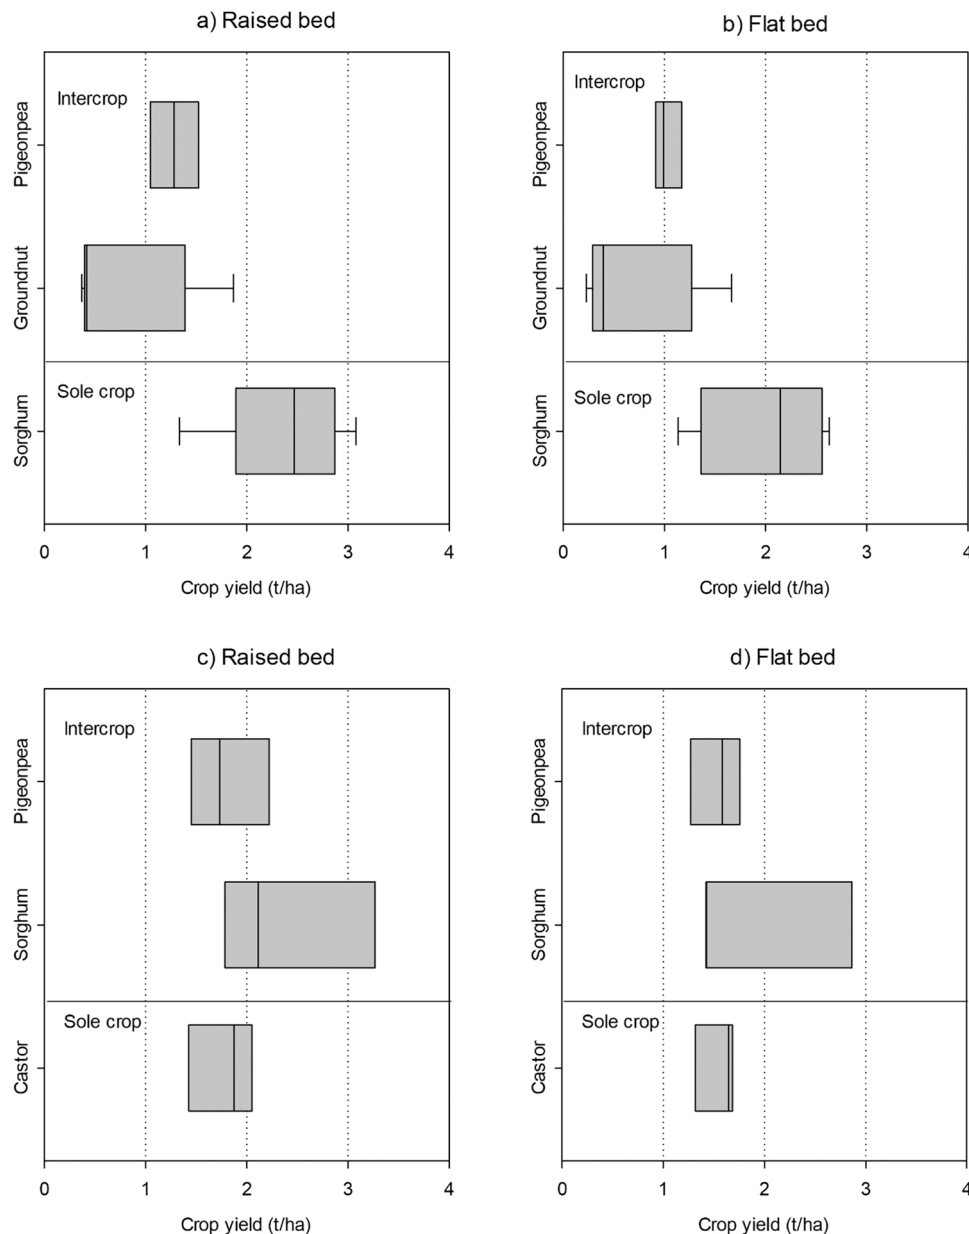 a) Raised bed
Intercrop
Pigeonpea
Groundnut
Sole crop
Sorghum
0 1 2 3 4
Crop yield (t/ha)
b) Flat bed
Intercrop
Pigeonpea
Groundnut
Sole crop
Sorghum
0 1 2 3 4
Crop yield (t/ha)
c) Raised bed
Intercrop
Pigeonpea
Sorghum
Sole crop
Castor
0 1 2 3 4
Crop yield (t/ha)
d) Flat bed
Intercrop
Pigeonpea
Sorghum
Sole crop
Castor
0 1 2 3 4
Crop yield (t/ha)